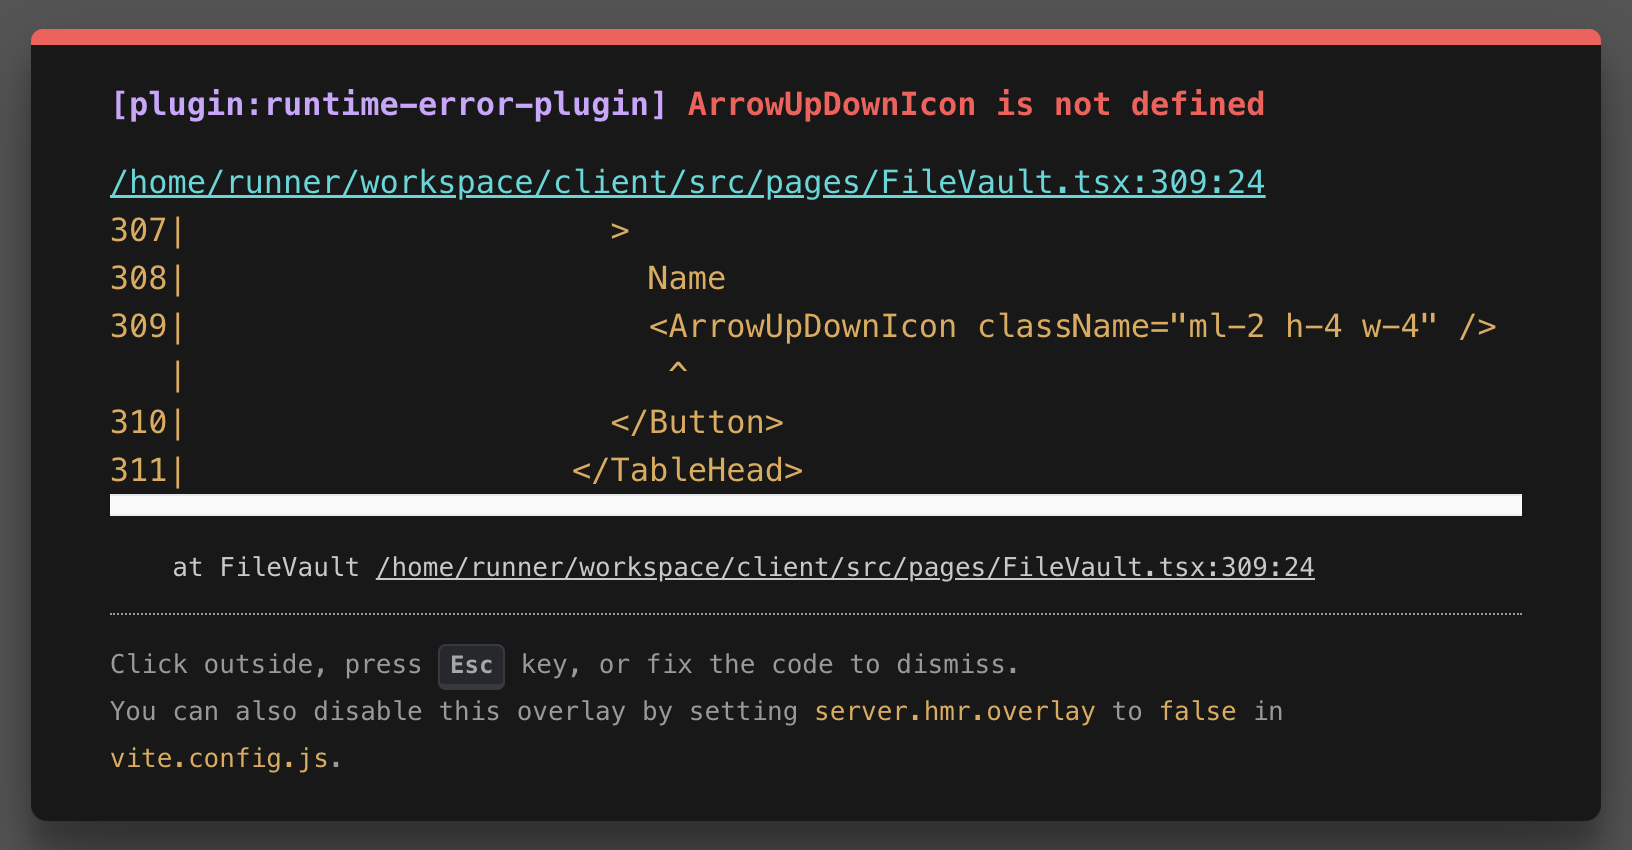 [plugin:runtime-error-plugin] ArrowUpDownIcon is not defined
/home/runner/workspace/client/src/pages/FileVault.tsx:309:24
307|                      >
308|                        Name
309|                        <ArrowUpDownIcon className="ml-2 h-4 w-4" />
   |                         ^
310|                      </Button>
311|                    </TableHead>
at FileVault /home/runner/workspace/client/src/pages/FileVault.tsx:309:24
Click outside, press Esc key, or fix the code to dismiss.
You can also disable this overlay by setting server.hmr.overlay to false in
vite.config.js.